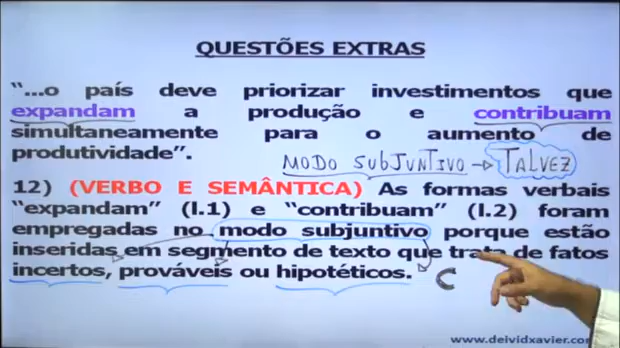 QUESTÕES EXTRAS
“...o país deve priorizar investimentos que
expandam a produção e contribuam
simultaneamente para o aumento de
produtividade”.
MODO SUBJUNTIVO → TALVEZ
12) (VERBO E SEMÂNTICA) As formas verbais
“expandam” (l.1) e “contribuam” (l.2) foram
empregadas no modo subjuntivo porque estão
inseridas em segmento de texto que trata de fatos
incertos, prováveis ou hipotéticos.
C
www.deividxavier.com